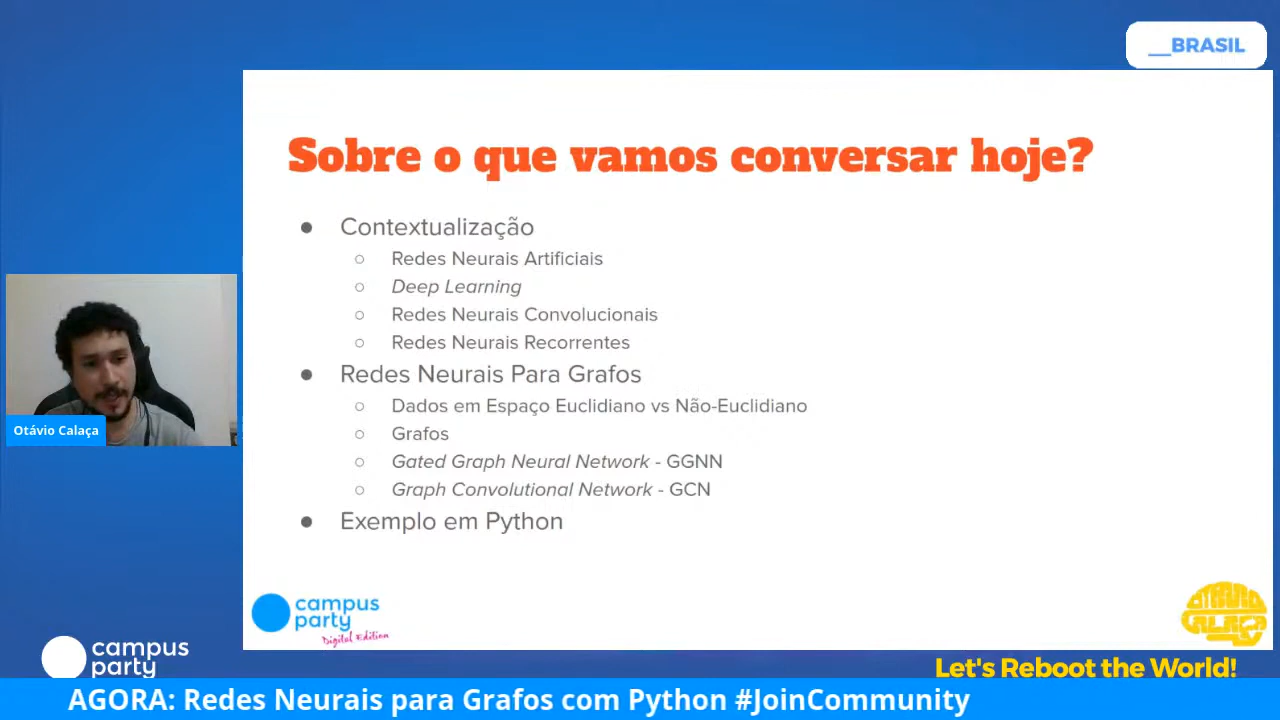 __BRASIL
Sobre o que vamos conversar hoje?
Contextualização
Redes Neurais Artificiais
Deep Learning
Redes Neurais Convolucionais
Redes Neurais Recorrentes
Redes Neurais Para Grafos
Dados em Espaço Euclidiano vs Não-Euclidiano
Grafos
Gated Graph Neural Network - GGNN
Graph Convolutional Network - GCN
Exemplo em Python
Otávio Calaça
campus
party
Digital Edition
OTÁVIO
CALAÇA
campus
party
Let's Reboot the World!
AGORA: Redes Neurais para Grafos com Python #JoinCommunity